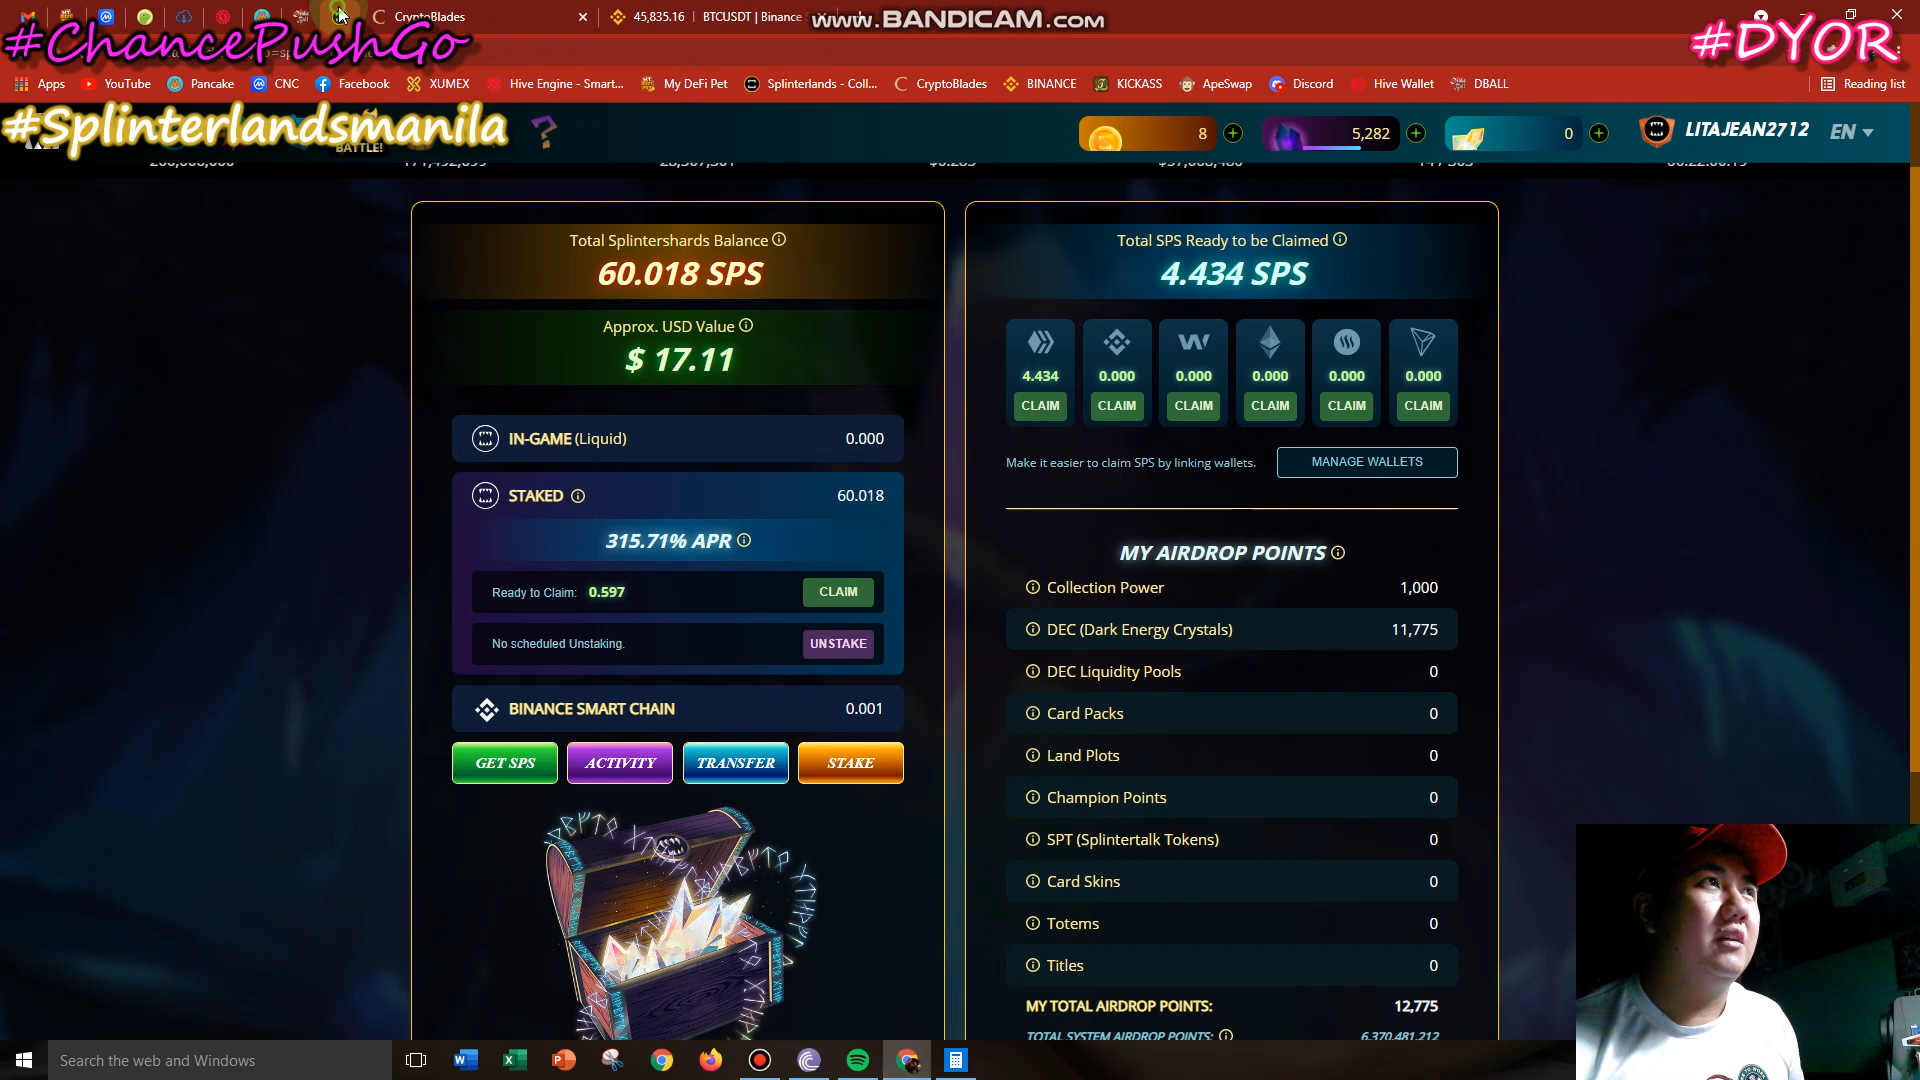 CryptoBlades
45,835.16 | BTCUSDT | Binance
www.BANDICAM.com
#ChancePushGo
#DYOR
Apps YouTube Pancake CNC Facebook XUMEX Hive Engine - Smart... My DeFi Pet Splinterlands - Coll... CryptoBlades BINANCE KICKASS ApeSwap Discord Hive Wallet DBALL Reading list
#Splinterlandsmanila
BATTLE!
8 5,282 0 LITAJEAN2712 EN
Total Splintershards Balance
60.018 SPS
Approx. USD Value
$ 17.11
IN-GAME (Liquid) 0.000
STAKED 60.018
315.71% APR
Ready to Claim: 0.597 CLAIM
No scheduled Unstaking. UNSTAKE
BINANCE SMART CHAIN 0.001
GET SPS ACTIVITY TRANSFER STAKE
Total SPS Ready to be Claimed
4.434 SPS
4.434 0.000 0.000 0.000 0.000 0.000
CLAIM CLAIM CLAIM CLAIM CLAIM CLAIM
Make it easier to claim SPS by linking wallets. MANAGE WALLETS
MY AIRDROP POINTS
Collection Power 1,000
DEC (Dark Energy Crystals) 11,775
DEC Liquidity Pools 0
Card Packs 0
Land Plots 0
Champion Points 0
SPT (Splintertalk Tokens) 0
Card Skins 0
Totems 0
Titles 0
MY TOTAL AIRDROP POINTS: 12,775
TOTAL SYSTEM AIRDROP POINTS: 6,370,481,212
Search the web and Windows